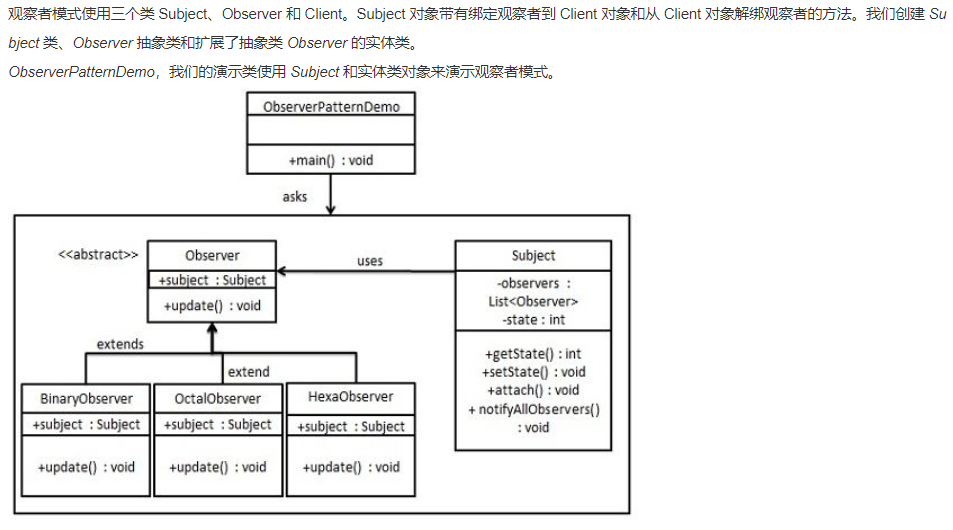 观察者模式使用三个类 Subject、Observer 和 Client。Subject 对象带有绑定观察者到 Client 对象和从 Client 对象解绑观察者的方法。我们创建 Su
bject 类、Observer 抽象类和扩展了抽象类 Observer 的实体类。
ObserverPatternDemo，我们的演示类使用 Subject 和实体类对象来演示观察者模式。
ObserverPatternDemo
+main() : void
asks
<<abstract>>
Observer
+subject : Subject
+update() : void
uses
Subject
-observers :
List<Observer>
-state : int
+getState() : int
+setState() : void
+attach() : void
+ notifyAllObservers()
: void
extends
extend
BinaryObserver
+subject : Subject
+update() : void
OctalObserver
+subject : Subject
+update() : void
HexaObserver
+subject : Subject
+update() : void